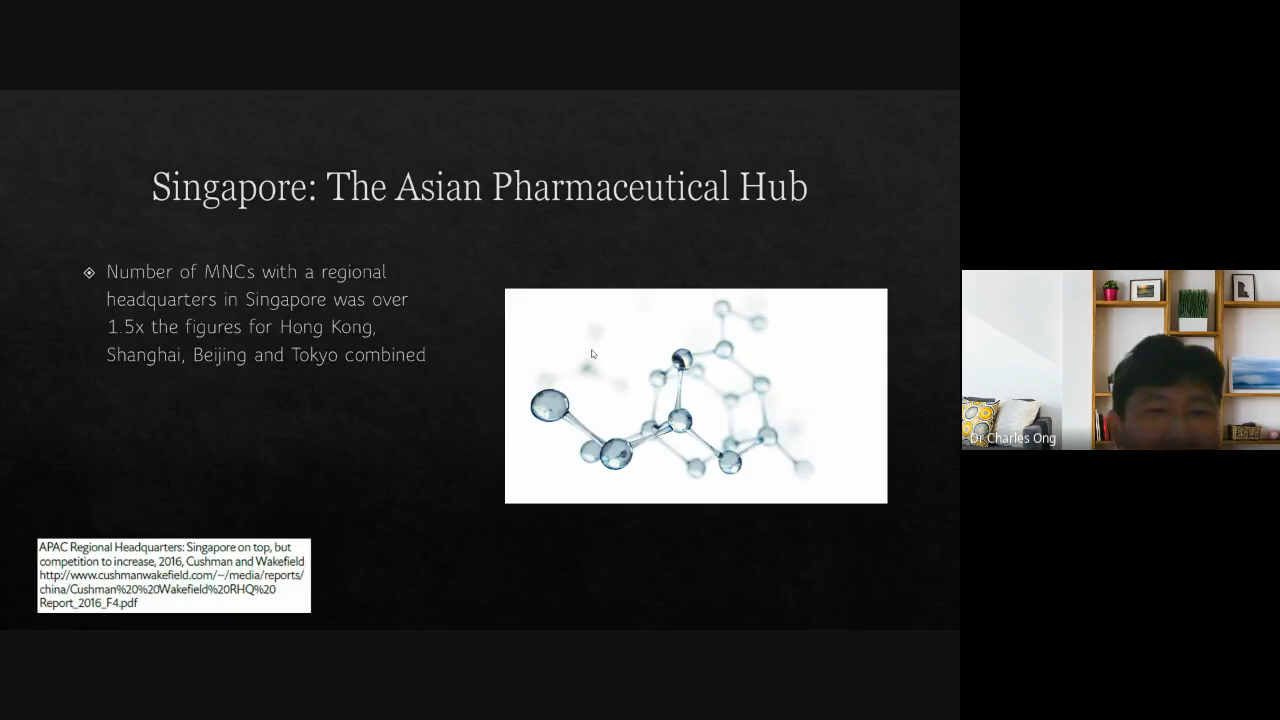 Singapore: The Asian Pharmaceutical Hub
Number of MNCs with a regional
headquarters in Singapore was over
1.5x the figures for Hong Kong,
Shanghai, Beijing and Tokyo combined
APAC Regional Headquarters: Singapore on top, but
competition to increase, 2016, Cushman and Wakefield
http://www.cushmanwakefield.com/~/media/reports/
china/Cushman%20%20Wakefield%20RHQ%20
Report_2016_F4.pdf
Dr Charles Ong